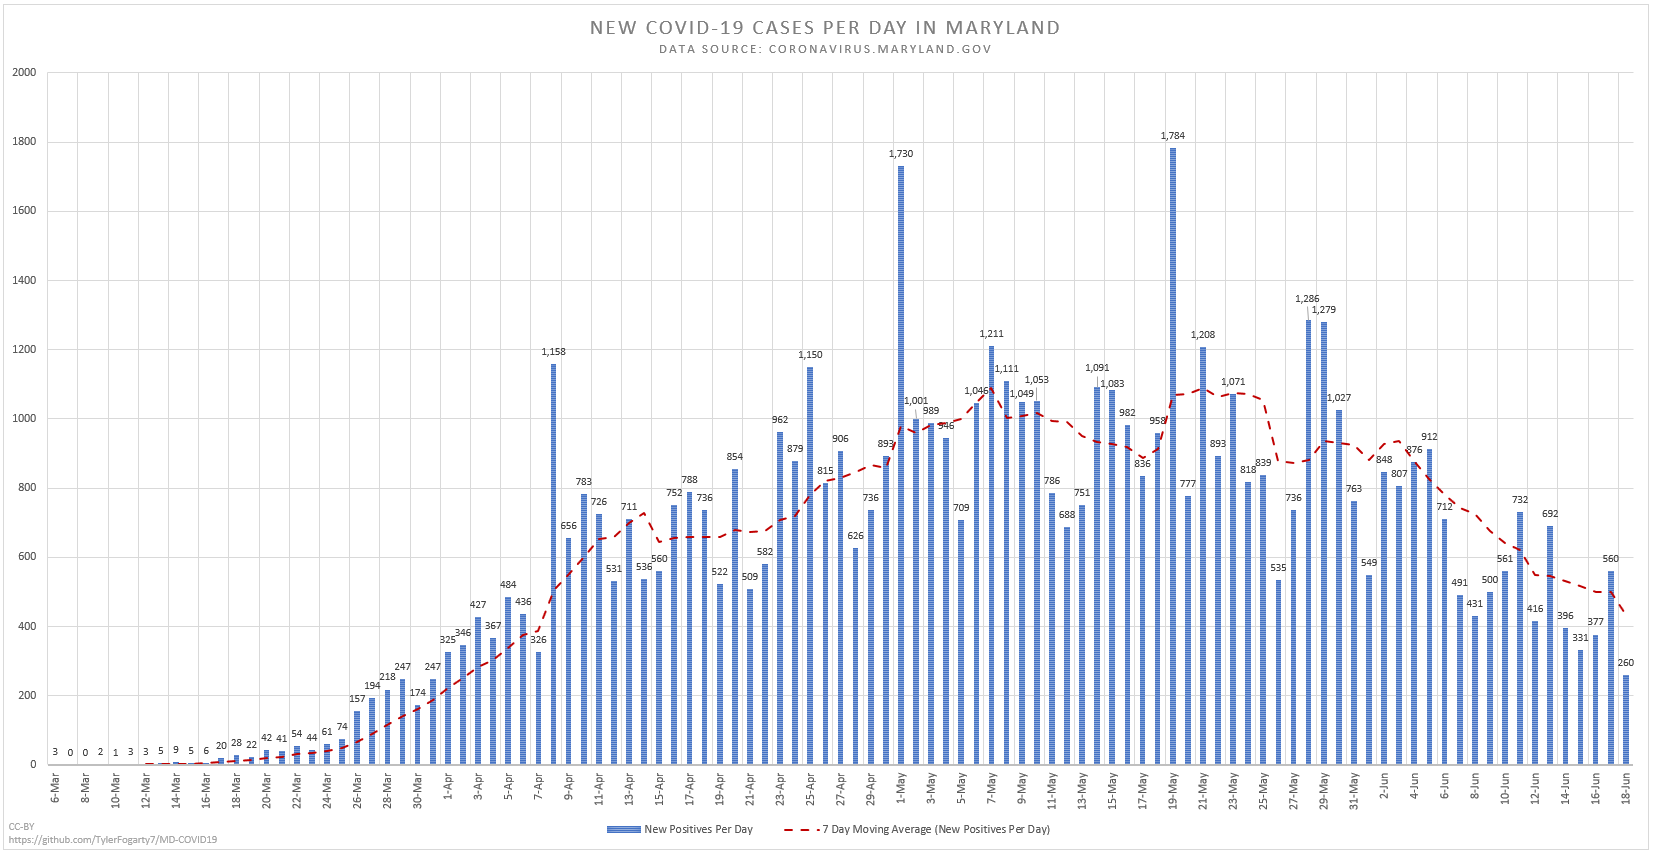 NEW COVID-19 CASES PER DAY IN MARYLAND
DATA SOURCE: CORONAVIRUS.MARYLAND.GOV
2000
1800
1600
1400
1200
1000
800
600
400
200
0
3 0 0 2 1 3 3 5 9 5 6 20 28 22 42 41 54 44 61 74 157 194 218 247 174 247 325 346 427 367 484 436 326 1,158 656 783 726 531 711 536 560 752 788 736 522 854 509 582 962 879 1,150 815 906 626 736 893 1,730 1,001 989 946 709 1,046 1,211 1,111 1,049 1,053 786 688 751 1,091 1,083 982 836 958 1,784 777 1,208 893 1,071 818 839 535 736 1,286 1,279 1,027 763 549 848 807 876 912 712 491 431 500 561 732 416 692 396 331 377 560 260
6-Mar 8-Mar 10-Mar 12-Mar 14-Mar 16-Mar 18-Mar 20-Mar 22-Mar 24-Mar 26-Mar 28-Mar 30-Mar 1-Apr 3-Apr 5-Apr 7-Apr 9-Apr 11-Apr 13-Apr 15-Apr 17-Apr 19-Apr 21-Apr 23-Apr 25-Apr 27-Apr 29-Apr 1-May 3-May 5-May 7-May 9-May 11-May 13-May 15-May 17-May 19-May 21-May 23-May 25-May 27-May 29-May 31-May 2-Jun 4-Jun 6-Jun 8-Jun 10-Jun 12-Jun 14-Jun 16-Jun 18-Jun
New Positives Per Day 7 Day Moving Average (New Positives Per Day)
CC-BY
https://github.com/TylerFogarty7/MD-COVID19